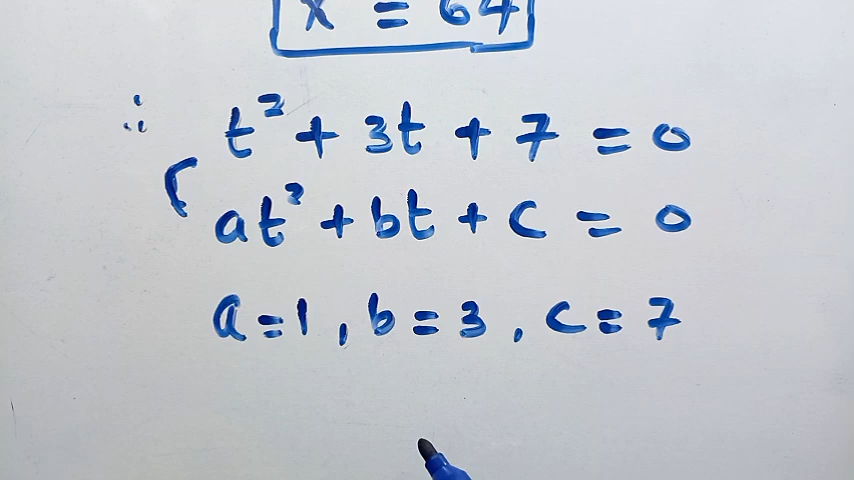 x = 64
∴ t² + 3t + 7 = 0
at² + bt + c = 0
a=1, b=3, c=7